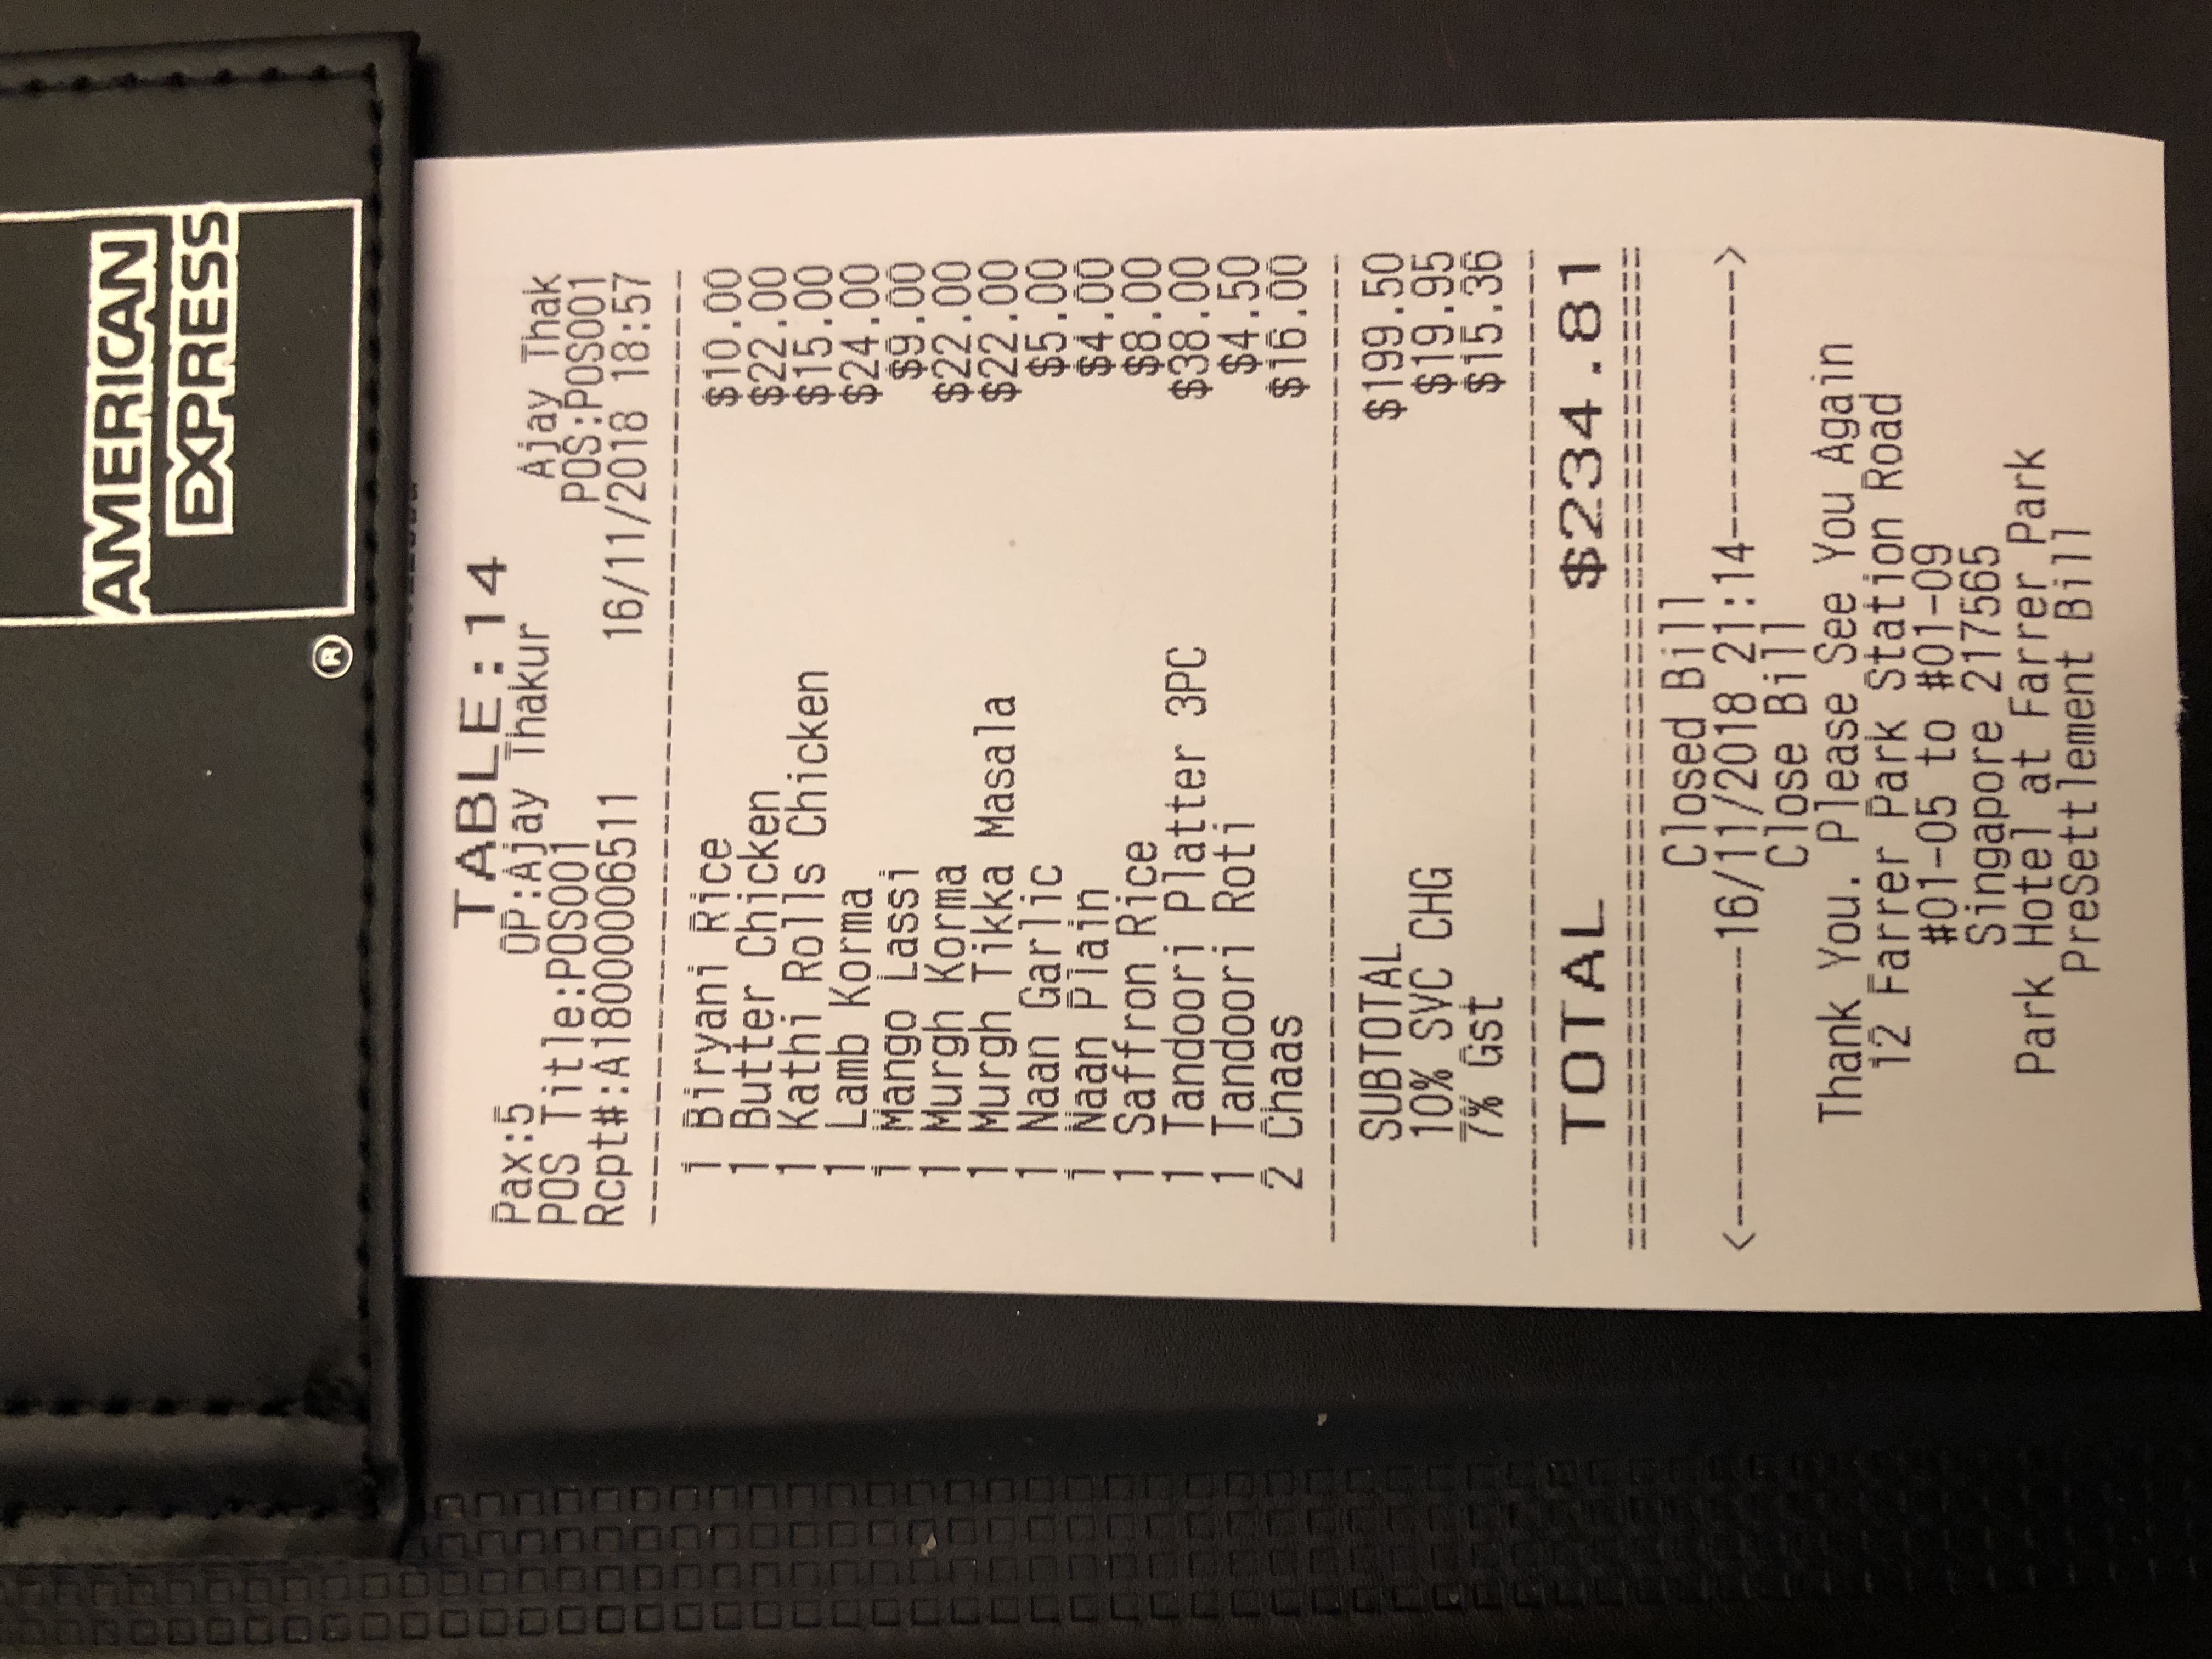 AMERICAN
EXPRESS
®
TABLE:14
Pax:5 OP:Ajay Thakur Ajay Thak
POS Title:POS001 POS:POS001
Rcpt#:A18000006511 16/11/2018 18:57
1 Biryani Rice $10.00
1 Butter Chicken $22.00
1 Kathi Rolls Chicken $15.00
1 Lamb Korma $24.00
1 Mango Lassi $9.00
1 Murgh Korma $22.00
1 Murgh Tikka Masala $22.00
1 Naan Garlic $5.00
1 Naan Plain $4.00
1 Saffron Rice $8.00
1 Tandoori Platter 3PC $38.00
1 Tandoori Roti $4.50
2 Chaas $16.00
SUBTOTAL $199.50
10% SVC CHG $19.95
7% Gst $15.36
TOTAL $234.81
Closed Bill
<-----------16/11/2018 21:14----------->
Close Bill
Thank You. Please See You Again
12 Farrer Park Station Road
#01-05 to #01-09
Singapore 217565
Park Hotel at Farrer Park
PreSettlement Bill